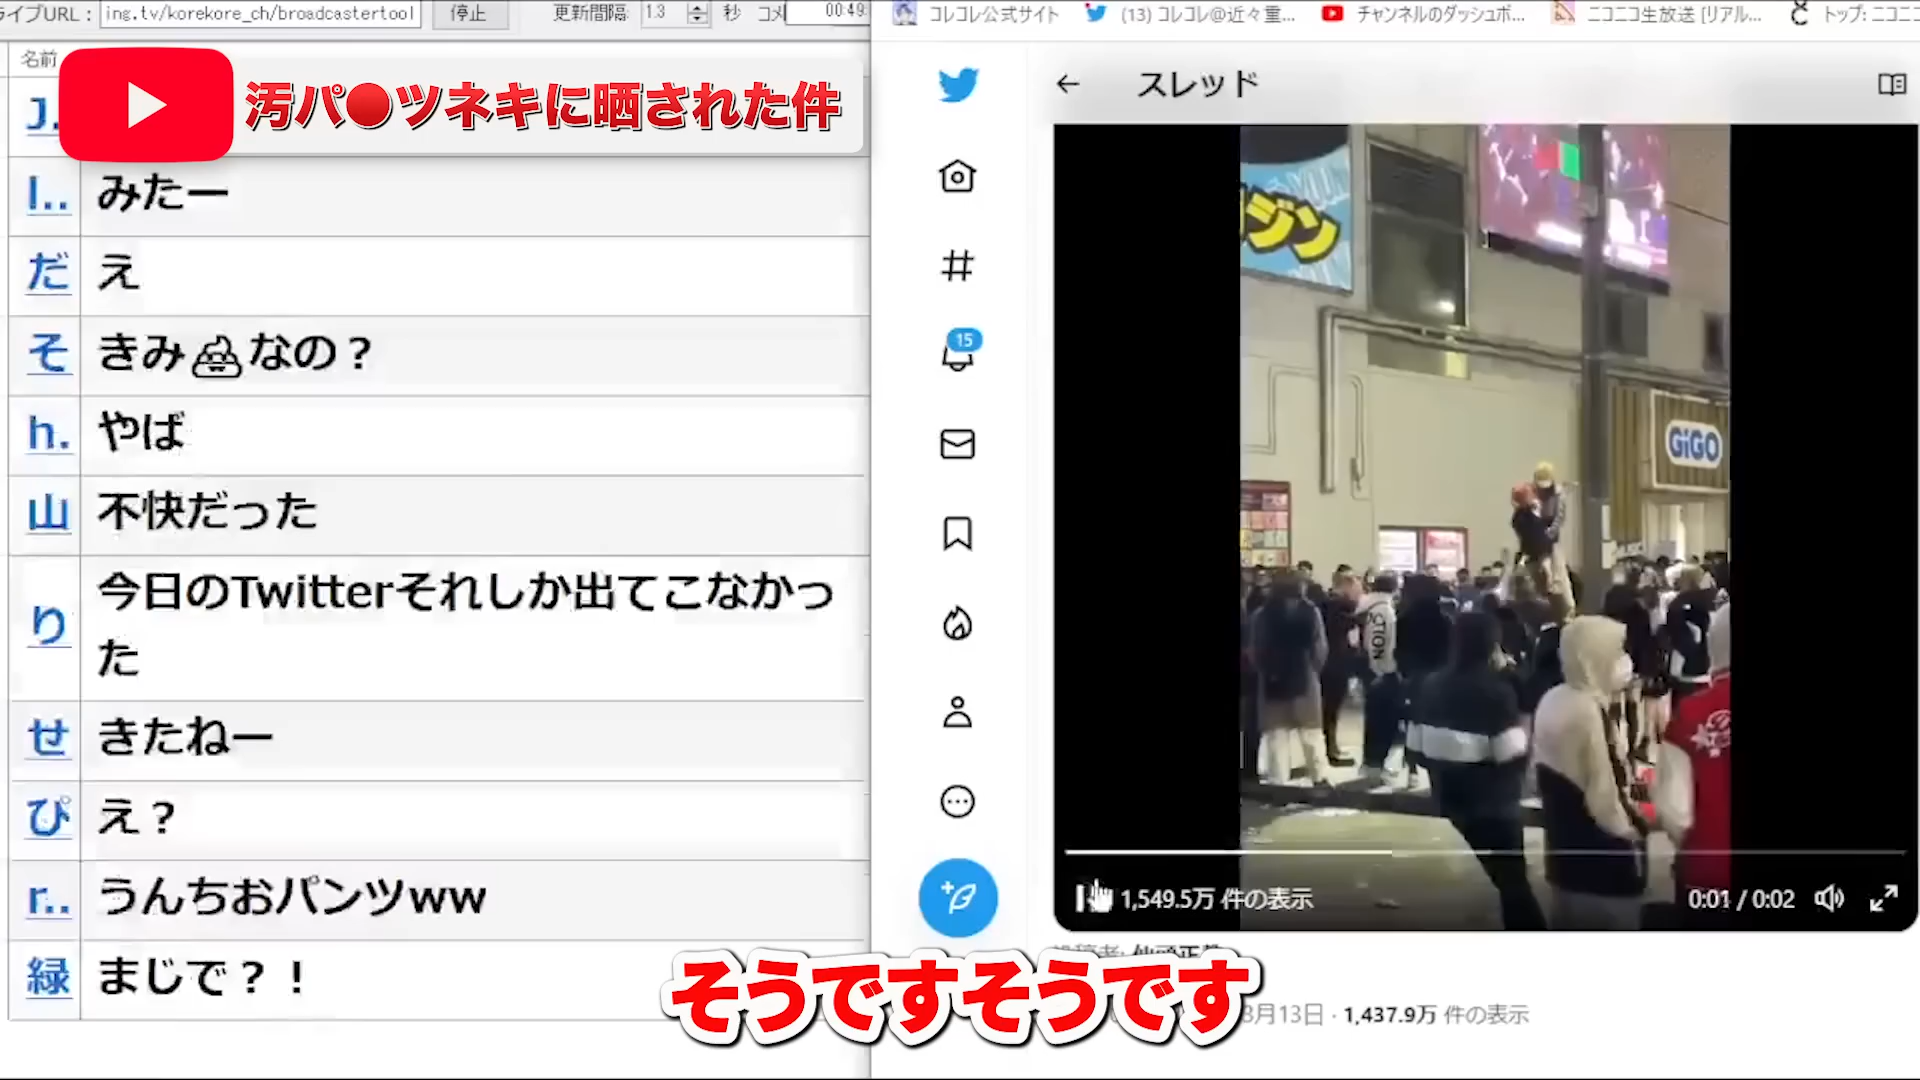 イブURL：
ing.tv/korekore_ch/broadcastertool
停止
更新間隔
1.3
秒
コメ
00:49
コレコレ公式サイト
(13) コレコレ@近々重...
チャンネルのダッシュボ...
ニコニコ生放送 [リアル...
トップ: ニコニコ
名前
汚パ●ツネキに晒された件
J.
l..
みたー
だ
え
そ
きみ💩なの？
h.
やば
山
不快だった
り
今日のTwitterそれしか出てこなかっ
た
せ
きたねー
ぴ
え？
r..
うんちおパンツww
緑
まじで？！
15
スレッド
ジン
GiGO
CTION
1,549.5万 件の表示
0:01 / 0:02
8月13日 · 1,437.9万 件の表示
そうですそうです